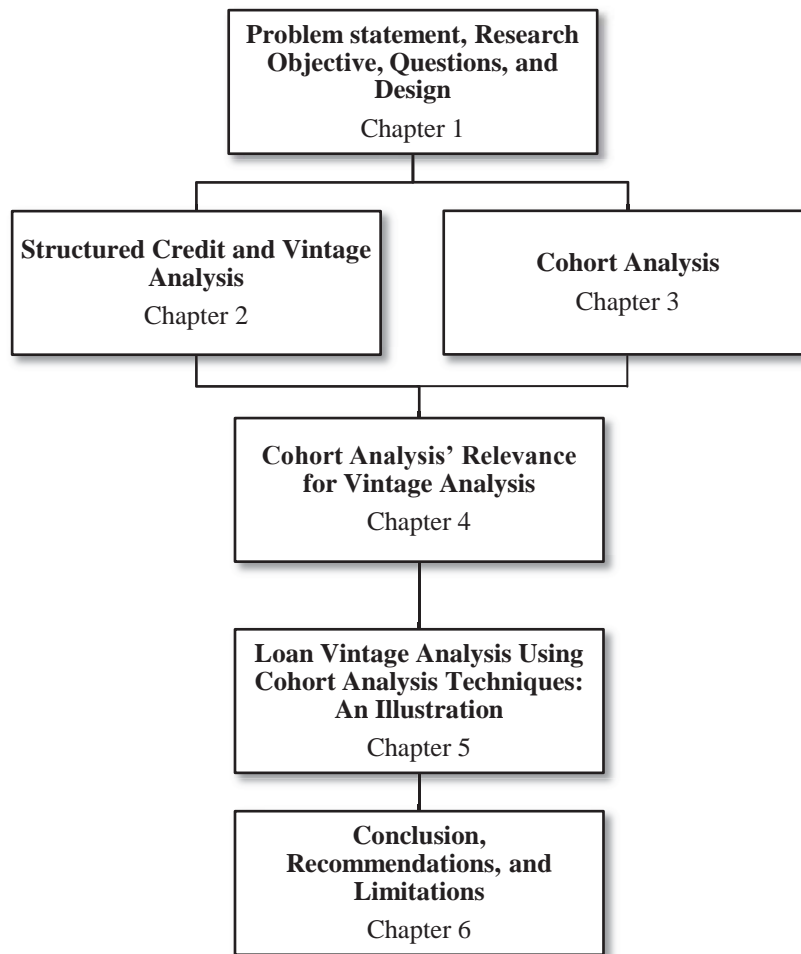 Problem statement, Research
Objective, Questions, and
Design
Chapter 1
Structured Credit and Vintage
Analysis
Chapter 2
Cohort Analysis
Chapter 3
Cohort Analysis’ Relevance
for Vintage Analysis
Chapter 4
Loan Vintage Analysis Using
Cohort Analysis Techniques:
An Illustration
Chapter 5
Conclusion,
Recommendations, and
Limitations
Chapter 6